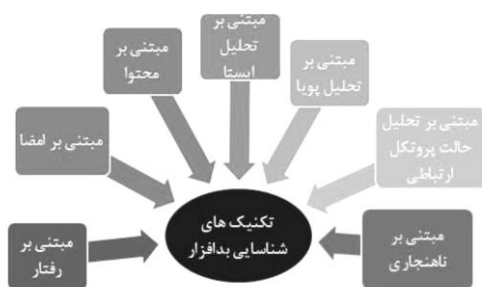 مبتنی بر
تحلیل
ایستا
مبتنی بر
محتوا
مبتنی بر
تحلیل پویا
مبتنی بر امضا
مبتنی بر تحلیل
حالت پروتکل
ارتباطی
مبتنی بر
رفتار
تکنیک های
شناسایی بدافزار
مبتنی بر
ناهنجاری